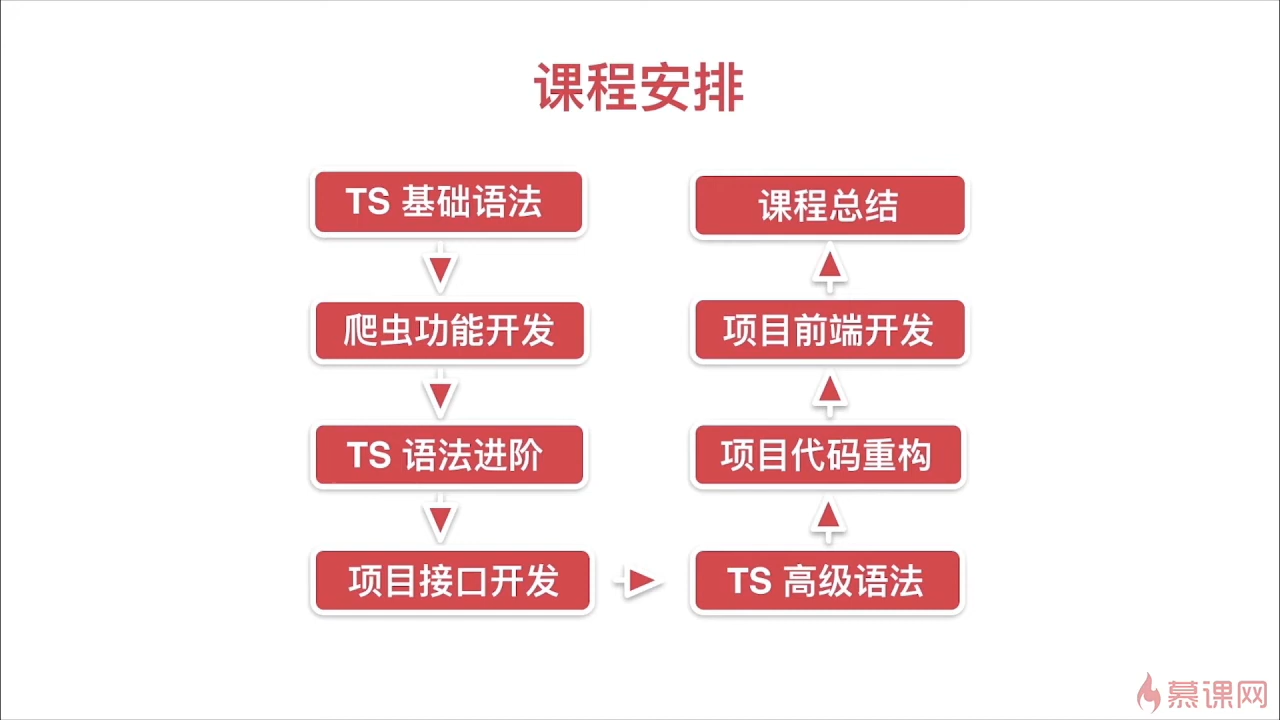 课程安排
TS 基础语法
爬虫功能开发
TS 语法进阶
项目接口开发
TS 高级语法
项目代码重构
项目前端开发
课程总结
慕课网